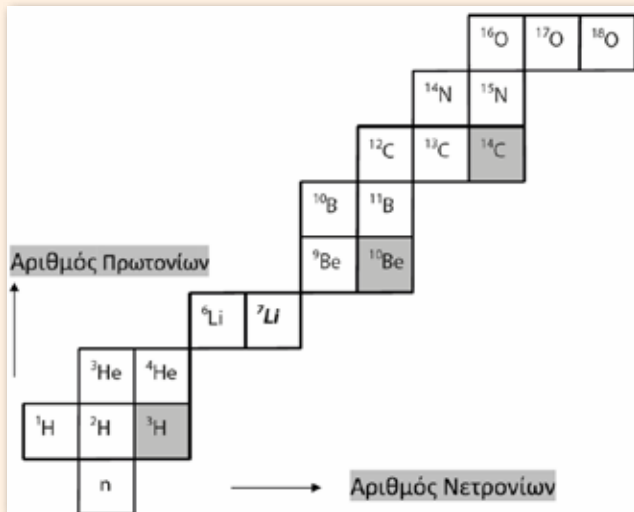 ¹⁶O ¹⁷O ¹⁸O
¹⁴N ¹⁵N
¹²C ¹³C ¹⁴C
¹⁰B ¹¹B
Αριθμός Πρωτονίων
⁹Be ¹⁰Be
⁶Li ⁷Li
³He ⁴He
¹H ²H ³H
n
Αριθμός Νετρονίων